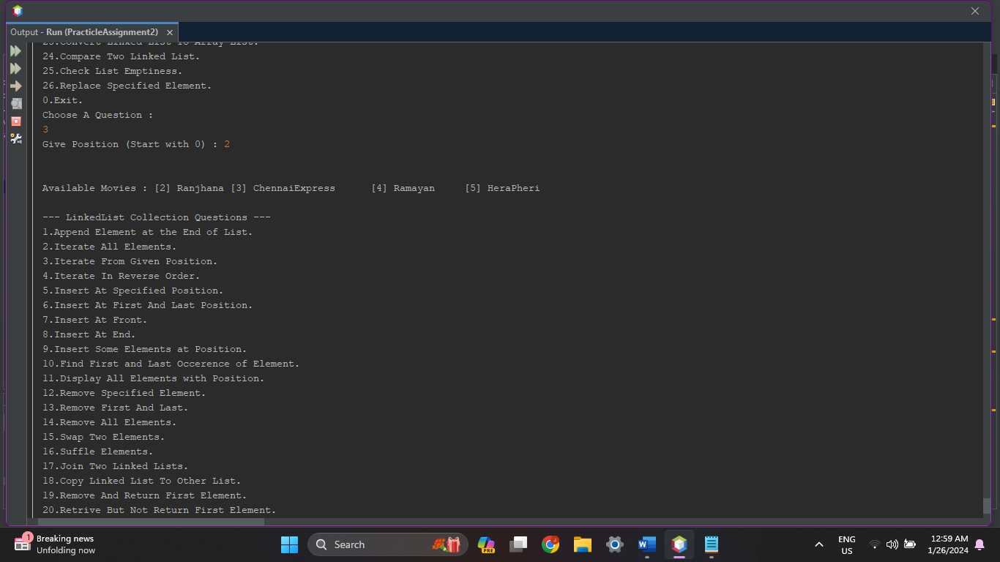 Output - Run (PracticleAssignment2)
23.Convert Linked List To Array List.
24.Compare Two Linked List.
25.Check List Emptiness.
26.Replace Specified Element.
0.Exit.
Choose A Question :
3
Give Position (Start with 0) : 2
Available Movies : [2] Ranjhana [3] ChennaiExpress [4] Ramayan [5] HeraPheri
--- LinkedList Collection Questions ---
1.Append Element at the End of List.
2.Iterate All Elements.
3.Iterate From Given Position.
4.Iterate In Reverse Order.
5.Insert At Specified Position.
6.Insert At First And Last Position.
7.Insert At Front.
8.Insert At End.
9.Insert Some Elements at Position.
10.Find First and Last Occerence of Element.
11.Display All Elements with Position.
12.Remove Specified Element.
13.Remove First And Last.
14.Remove All Elements.
15.Swap Two Elements.
16.Suffle Elements.
17.Join Two Linked Lists.
18.Copy Linked List To Other List.
19.Remove And Return First Element.
20.Retrive But Not Return First Element.
1
Breaking news
Unfolding now
Search
PRE
ENG
US
12:59 AM
1/26/2024